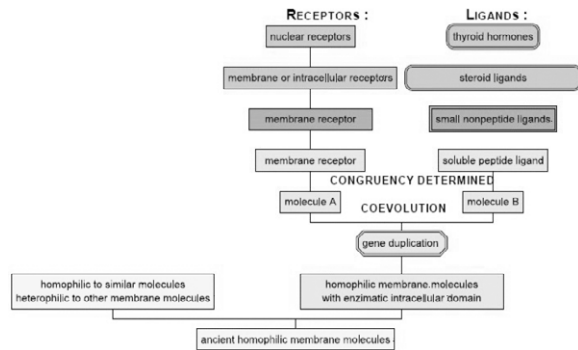 RECEPTORS :
LIGANDS :
nuclear receptors
thyroid hormones
membrane or intracellular receptors
steroid ligands
membrane receptor
small nonpeptide ligands.
membrane receptor
soluble peptide ligand
CONGRUENCY DETERMINED
molecule A
molecule B
COEVOLUTION
gene duplication
homophilic to similar molecules
heterophilic to other membrane molecules
homophilic membrane molecules
with enzimatic intracellular domain
ancient homophilic membrane molecules